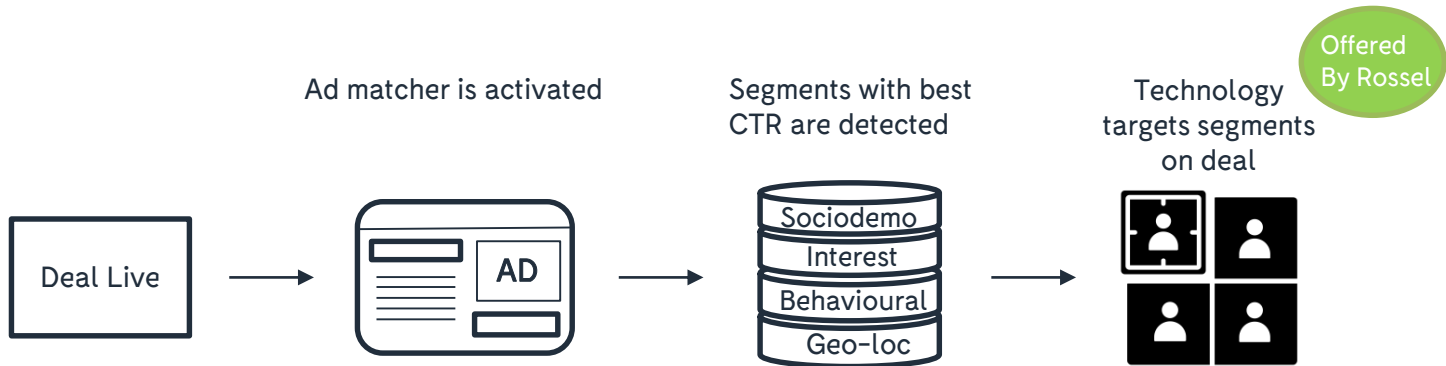 Offered
By Rossel
Ad matcher is activated
Segments with best
CTR are detected
Technology
targets segments
on deal
Deal Live
AD
Sociodemo
Interest
Behavioural
Geo-loc